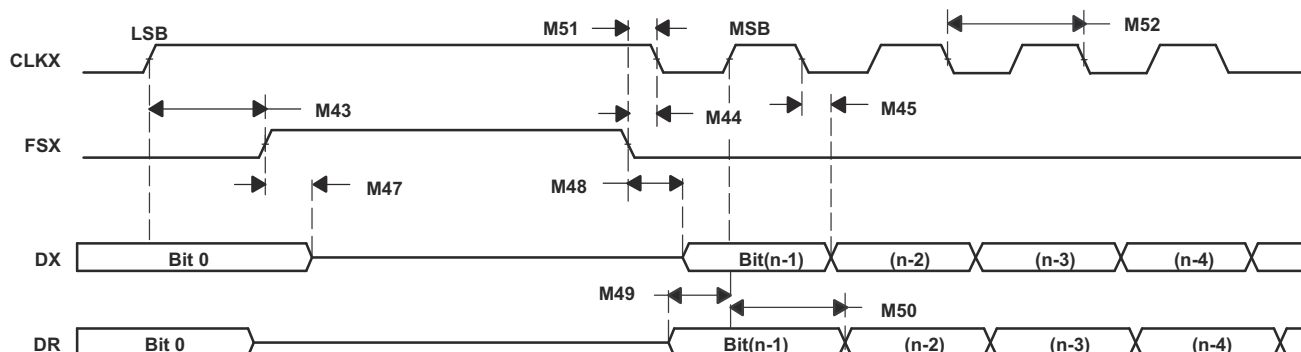 LSB M51 MSB M52
CLKX
M43 M44 M45
FSX
M47 M48
DX Bit 0 Bit(n-1) (n-2) (n-3) (n-4)
M49 M50
DR Bit 0 Bit(n-1) (n-2) (n-3) (n-4)